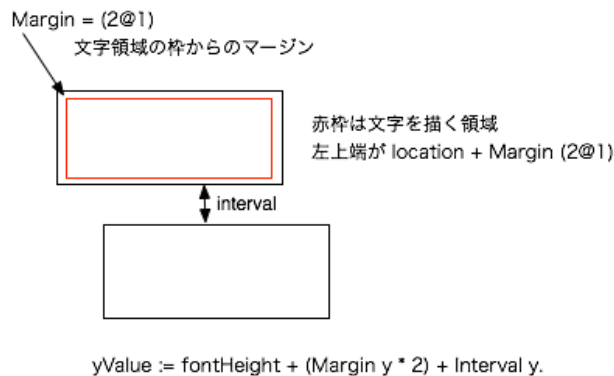 Margin = (2@1)
文字領域の枠からのマージン
赤枠は文字を描く領域
左上端が location + Margin (2@1)
interval
yValue := fontHeight + (Margin y * 2) + Interval y.